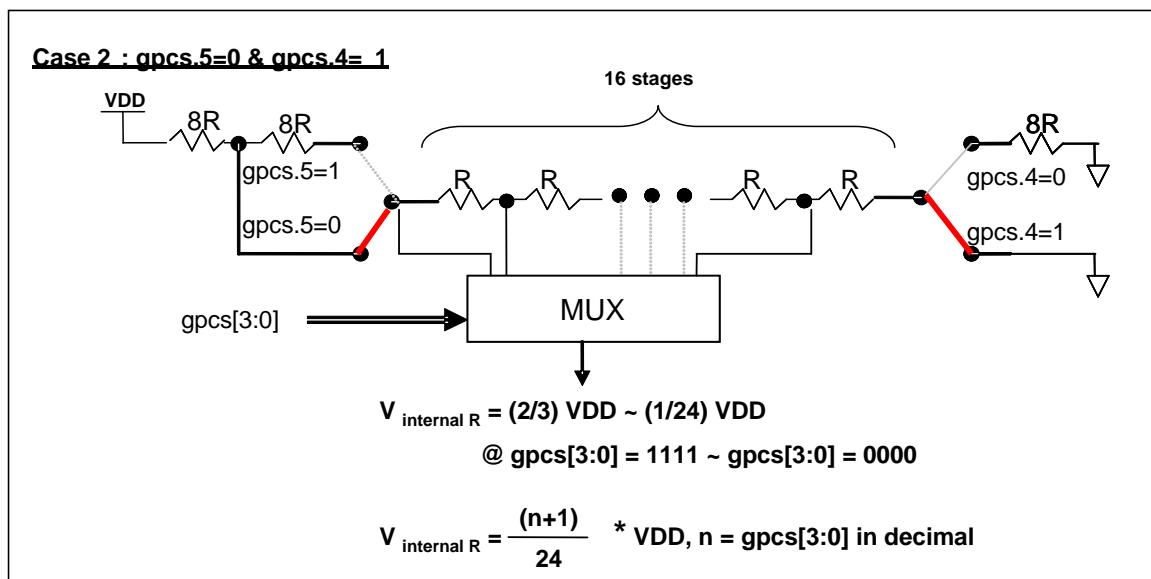 Case 2 : gpcs.5=0 & gpcs.4= 1
16 stages
VDD
8R 8R 8R
gpcs.5=1 R R R R gpcs.4=0
gpcs.5=0 gpcs.4=1
MUX
gpcs[3:0]
V internal R = (2/3) VDD ~ (1/24) VDD
@ gpcs[3:0] = 1111 ~ gpcs[3:0] = 0000
V internal R = (n+1) / 24 * VDD, n = gpcs[3:0] in decimal